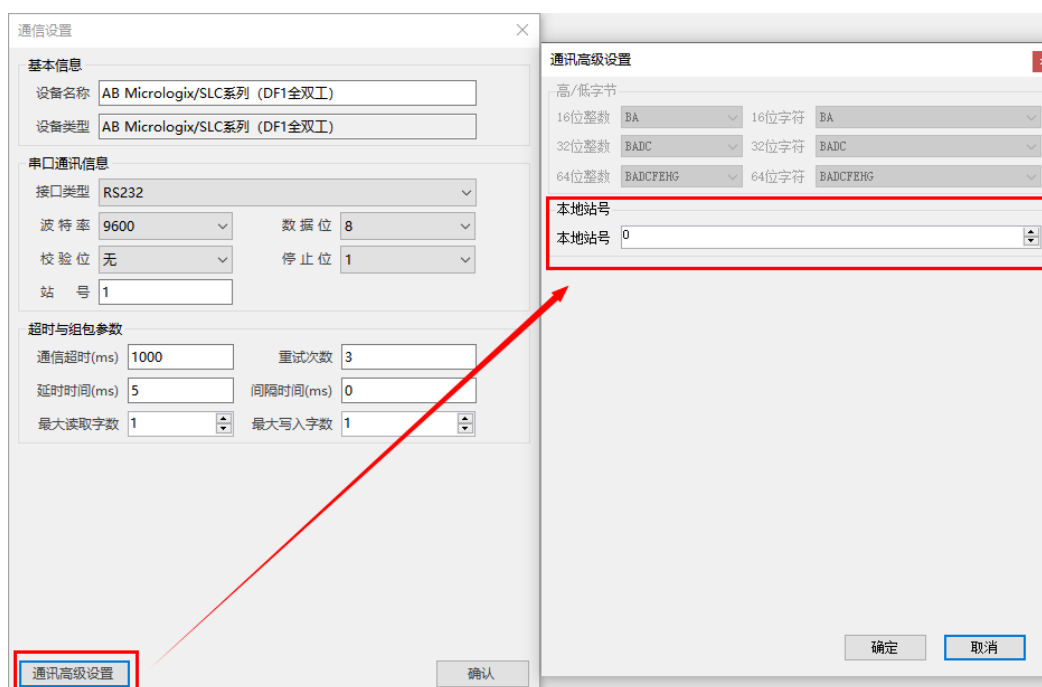 通信设置
基本信息
设备名称 AB Micrologix/SLC系列（DF1全双工）
设备类型 AB Micrologix/SLC系列（DF1全双工）
串口通讯信息
接口类型 RS232
波特率 9600 数据位 8
校验位 无 停止位 1
站号 1
超时与组包参数
通信超时(ms) 1000 重试次数 3
延时时间(ms) 5 间隔时间(ms) 0
最大读取字数 1 最大写入字数 1
通讯高级设置 确认
通讯高级设置
高/低字节
16位整数 BA 16位字符 BA
32位整数 BADC 32位字符 BADC
64位整数 BADCFEHG 64位字符 BADCFEHG
本地站号
本地站号 0
确定 取消